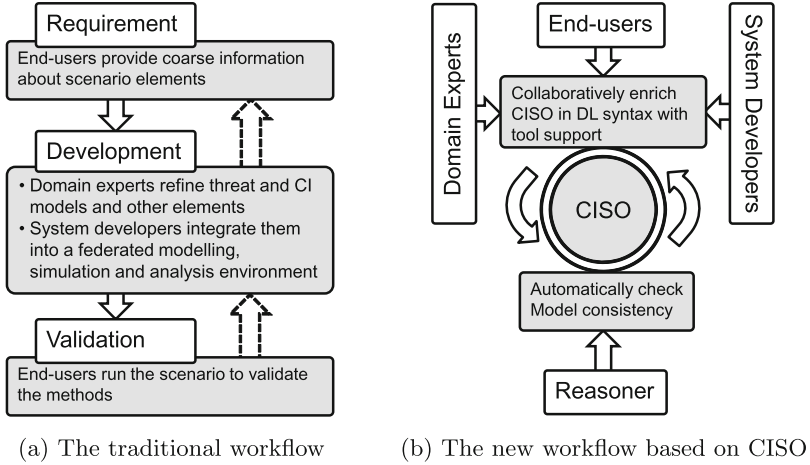 Requirement
End-users provide coarse information
about scenario elements
Development
• Domain experts refine threat and CI
models and other elements
• System developers integrate them
into a federated modelling,
simulation and analysis environment
Validation
End-users run the scenario to validate
the methods
(a) The traditional workflow
Domain Experts
End-users
System Developers
Collaboratively enrich
CISO in DL syntax with
tool support
CISO
Automatically check
Model consistency
Reasoner
(b) The new workflow based on CISO